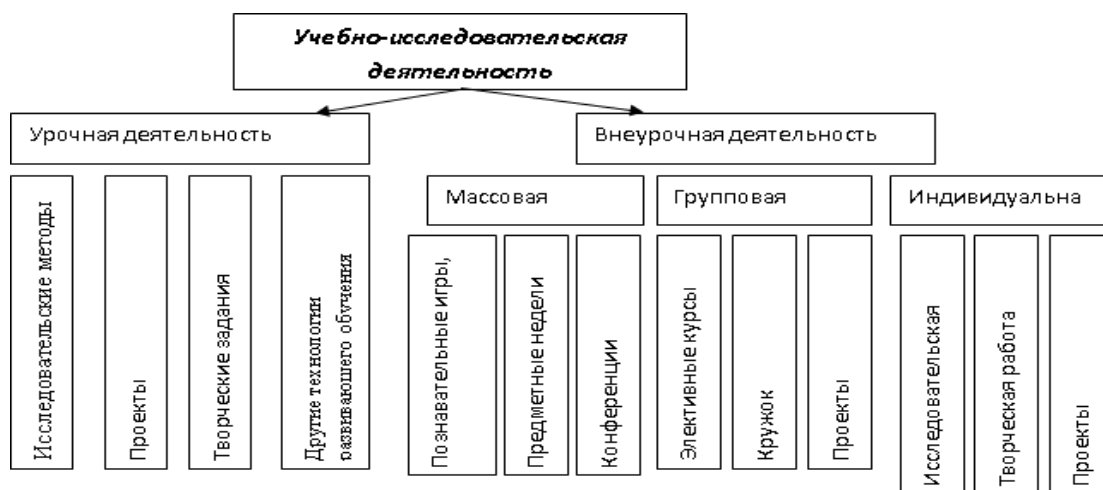 Учебно-исследовательская
деятельность
Урочная деятельность
Внеурочная деятельность
Массовая
Групповая
Индивидуальна
Исследовательские методы
Проекты
Творческие задания
Другие технологии
развивающего обучения
Познавательные игры,
Предметные недели
Конференции
Элективные курсы
Кружок
Проекты
Исследовательская
Творческая работа
Проекты